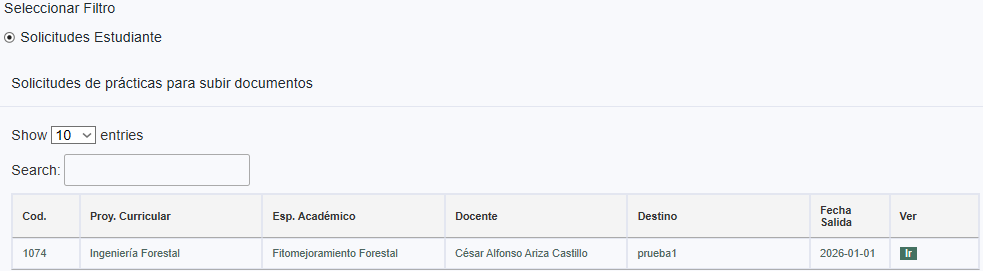 Seleccionar Filtro
Solicitudes Estudiante
Solicitudes de prácticas para subir documentos
Show 10 entries
Search:
Cod. Proy. Curricular Esp. Académico Docente Destino Fecha Salida Ver
1074 Ingeniería Forestal Fitomejoramiento Forestal César Alfonso Ariza Castillo prueba1 2026-01-01 Ir